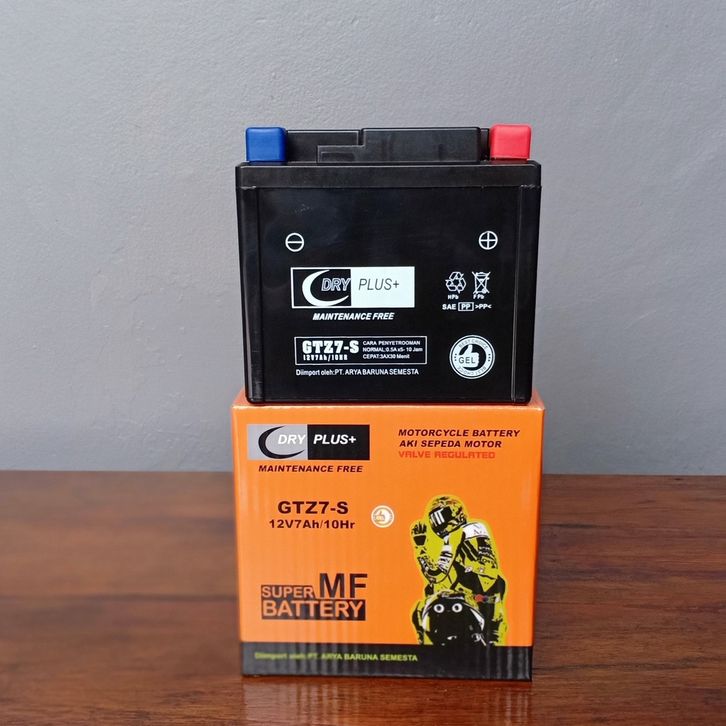 DRY PLUS+
MAINTENANCE FREE
HPb FPb
SAE PP >PP<
GTZ7-S
12V7Ah/10HR
CARA PENYETROOMAN
NORMAL:0.5A x5- 10 Jam
CEPAT:3AX30 Menit
GEL
Diimport oleh:PT. ARYA BARUNA SEMESTA
DRY PLUS+
MAINTENANCE FREE
MOTORCYCLE BATTERY
AKI SEPEDA MOTOR
VALVE REGULATED
GTZ7-S
12V7Ah/10Hr
SUPER MF
BATTERY
Diimport oleh: PT. ARYA BARUNA SEMESTA